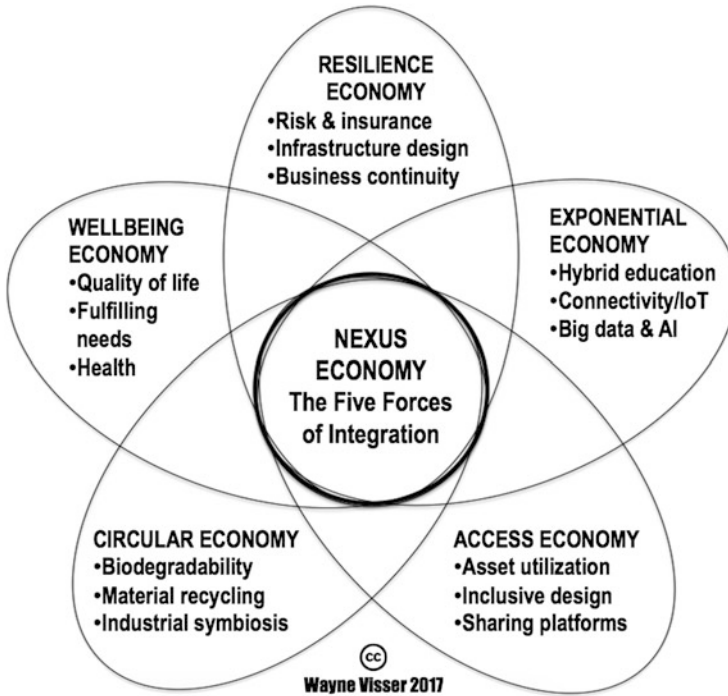 RESILIENCE
ECONOMY
•Risk & insurance
•Infrastructure design
•Business continuity
WELLBEING
ECONOMY
•Quality of life
•Fulfilling
needs
•Health
EXPONENTIAL
ECONOMY
•Hybrid education
•Connectivity/IoT
•Big data & AI
NEXUS
ECONOMY
The Five Forces
of Integration
CIRCULAR ECONOMY
•Biodegradability
•Material recycling
•Industrial symbiosis
ACCESS ECONOMY
•Asset utilization
•Inclusive design
•Sharing platforms
cc
Wayne Visser 2017